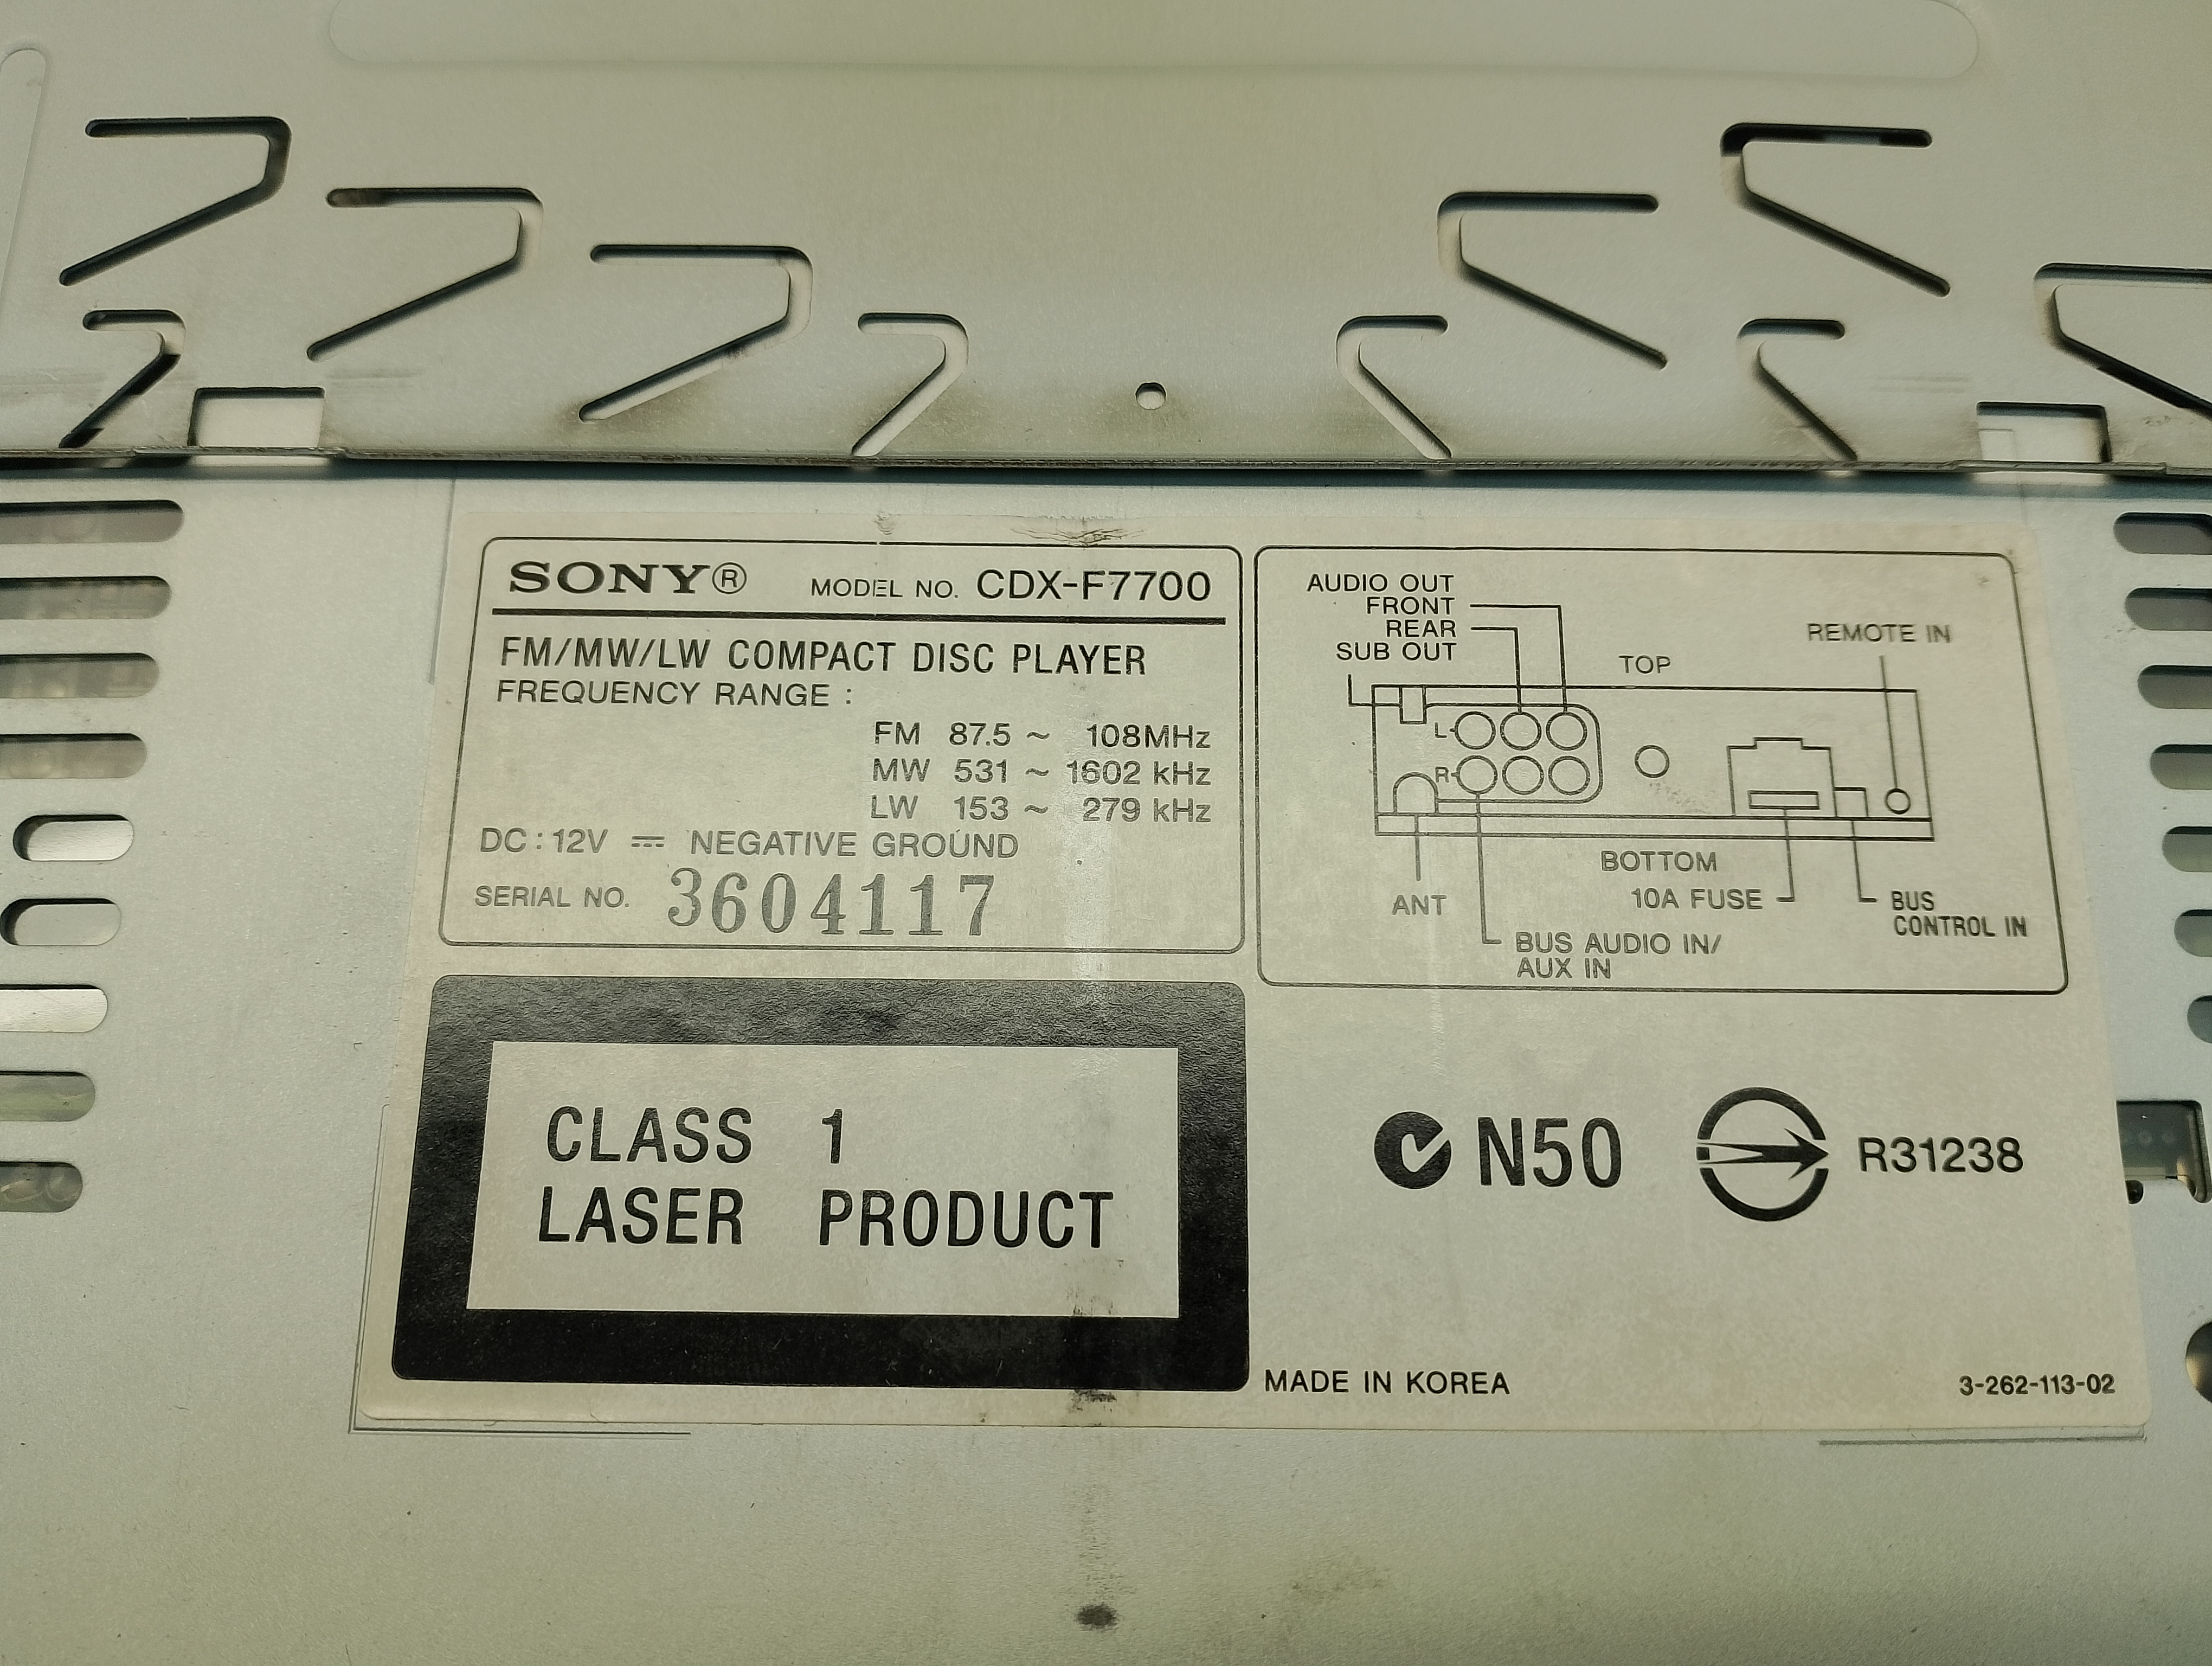 SONY® MODEL NO. CDX-F7700
FM/MW/LW COMPACT DISC PLAYER
FREQUENCY RANGE :
FM 87.5 ~ 108MHz
MW 531 ~ 1602 kHz
LW 153 ~ 279 kHz
DC : 12V ⎓ NEGATIVE GROUND
SERIAL NO. 3604117
AUDIO OUT
FRONT
REAR
SUB OUT
TOP
REMOTE IN
L
R
BOTTOM
ANT
10A FUSE
BUS
CONTROL IN
BUS AUDIO IN/
AUX IN
CLASS 1
LASER PRODUCT
N50 R31238
MADE IN KOREA
3-262-113-02